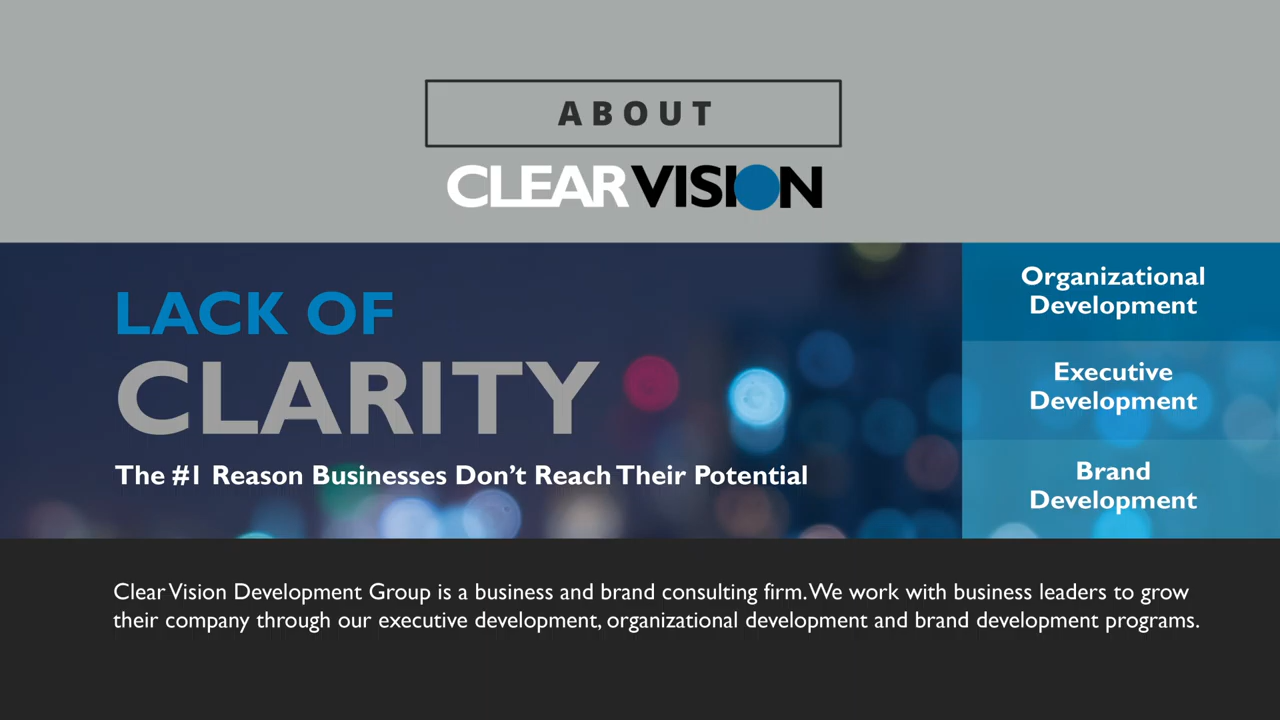 ABOUT
CLEAR VISION
LACK OF
CLARITY
The #1 Reason Businesses Don’t Reach Their Potential
Organizational
Development
Executive
Development
Brand
Development
Clear Vision Development Group is a business and brand consulting firm. We work with business leaders to grow
their company through our executive development, organizational development and brand development programs.